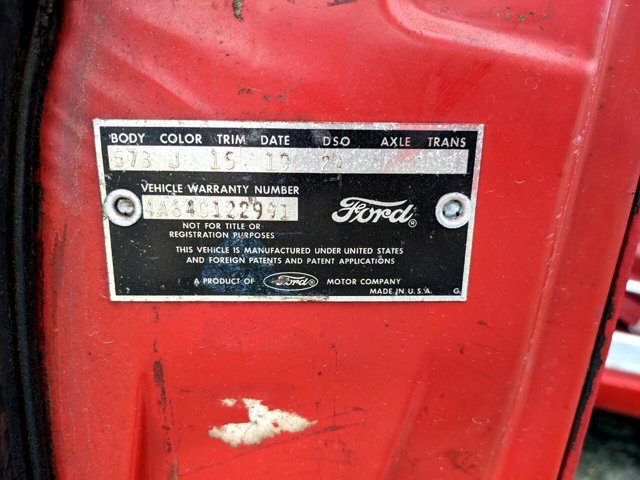 BODY COLOR TRIM DATE DSO AXLE TRANS
57B J 15
VEHICLE WARRANTY NUMBER
4A64C122991
Ford®
NOT FOR TITLE OR
REGISTRATION PURPOSES
THIS VEHICLE IS MANUFACTURED UNDER UNITED STATES
AND FOREIGN PATENTS AND PATENT APPLICATIONS
A PRODUCT OF Ford® MOTOR COMPANY
MADE IN U.S.A. G.